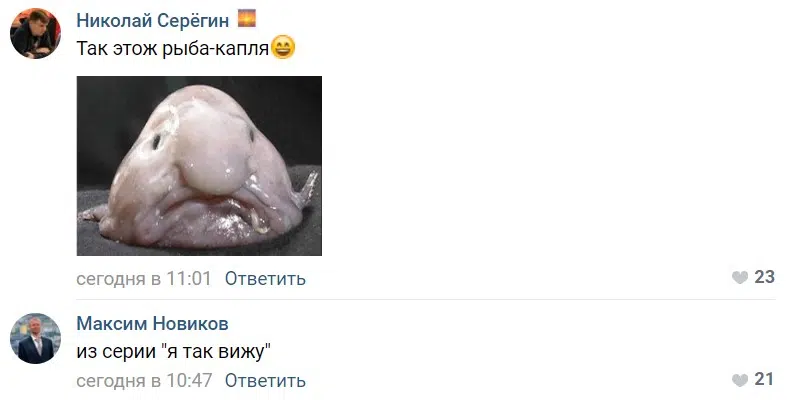 Николай Серёгин
Так этож рыба-капля😄
сегодня в 11:01 Ответить
23
Максим Новиков
из серии "я так вижу"
сегодня в 10:47 Ответить
21